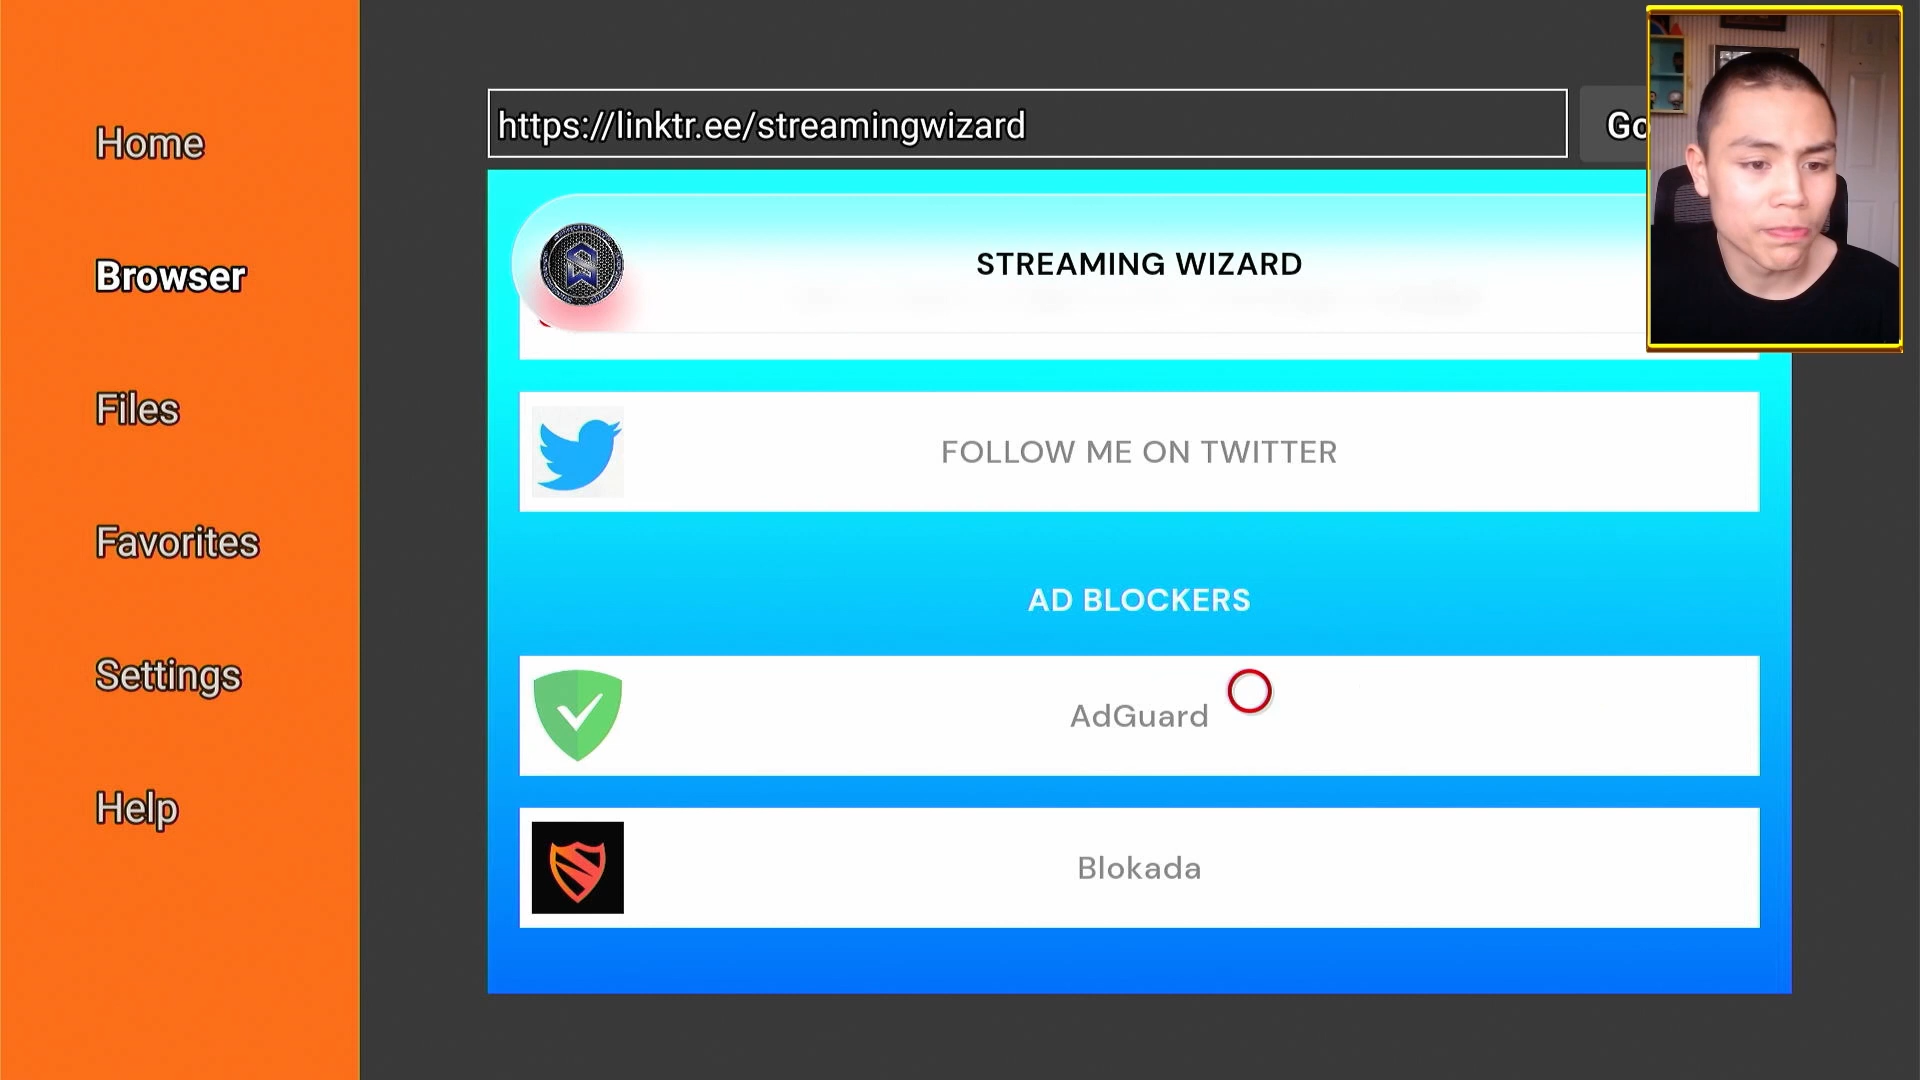 Home
Browser
Files
Favorites
Settings
Help
https://linktr.ee/streamingwizard
Go
STREAMING WIZARD
FOLLOW ME ON TWITTER
AD BLOCKERS
AdGuard
Blokada